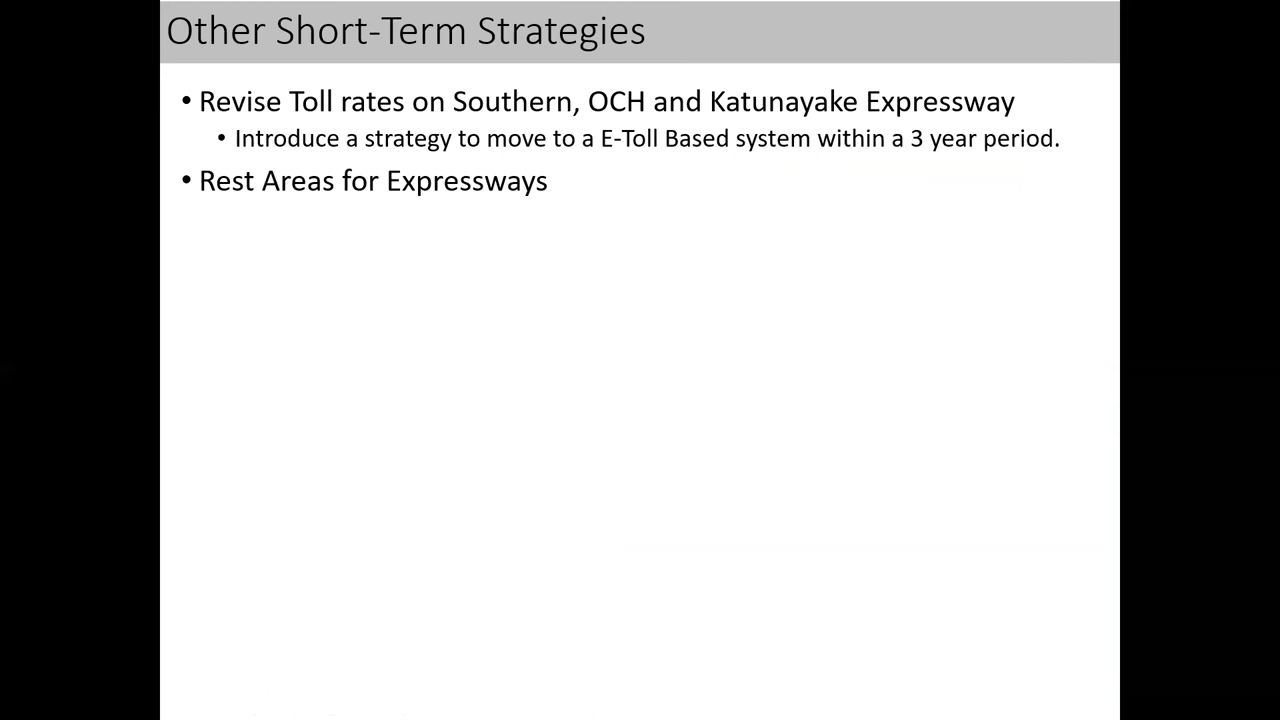 Other Short-Term Strategies
• Revise Toll rates on Southern, OCH and Katunayake Expressway
• Introduce a strategy to move to a E-Toll Based system within a 3 year period.
• Rest Areas for Expressways